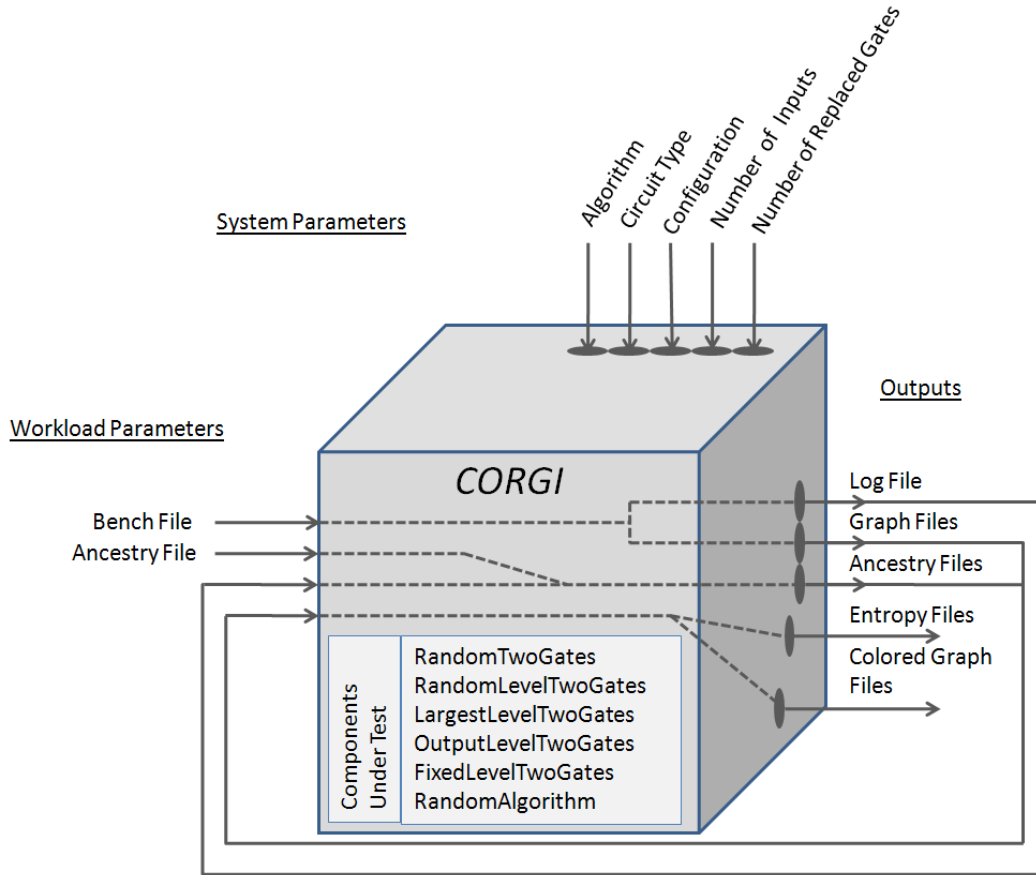 Algorithm
Circuit Type
Configuration
Number of Inputs
Number of Replaced Gates
System Parameters
Outputs
Workload Parameters
CORGI
Bench File
Ancestry File
Log File
Graph Files
Ancestry Files
Entropy Files
Colored Graph
Files
Components
Under Test
RandomTwoGates
RandomLevelTwoGates
LargestLevelTwoGates
OutputLevelTwoGates
FixedLevelTwoGates
RandomAlgorithm